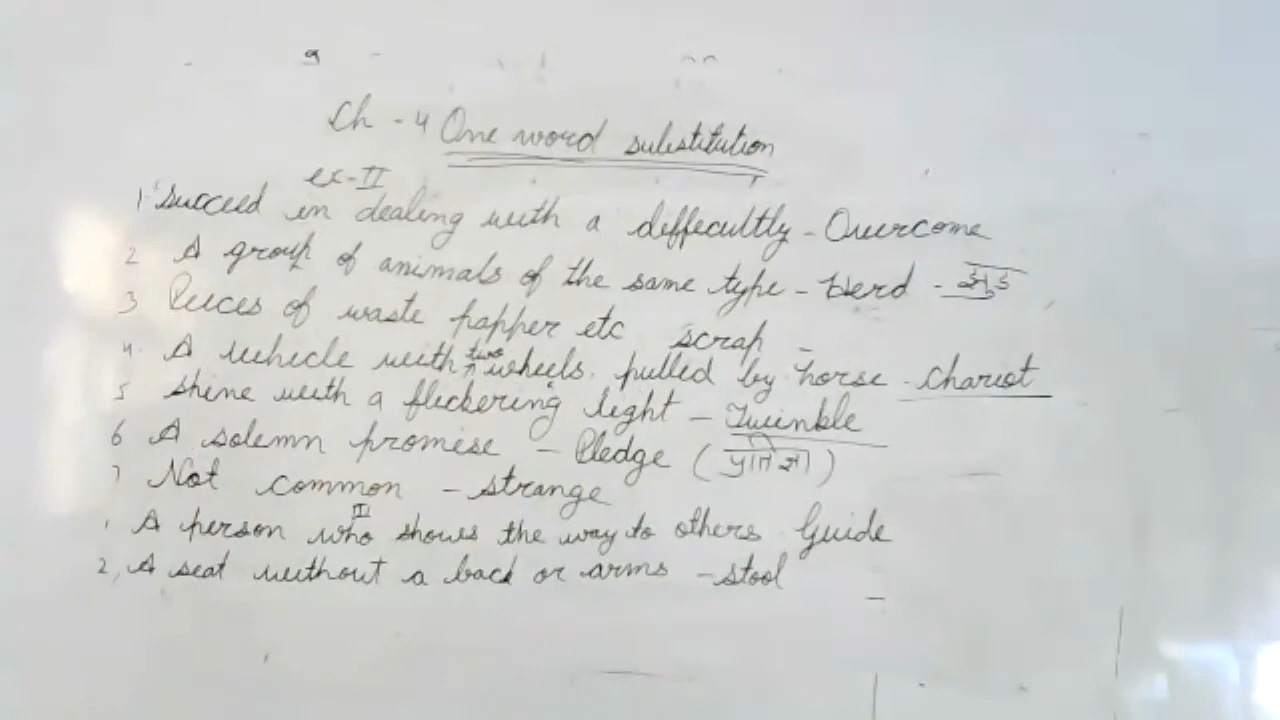 Ch - 4 One word substitution
ex-II
1 Succeed in dealing with a deffecultly - Overcome
2 A group of animals of the same type - Herd - झुंड
3 Pieces of waste papper etc scrap -
4. A vehicle with two wheels pulled by horse - chariot
5 Shine with a flickering light - Twinkle
6 A solemn promise - Pledge (प्रतिज्ञा)
7 Not common - strange
II
1 A person who shows the way to others Guide
2, A seat without a back or arms - stool